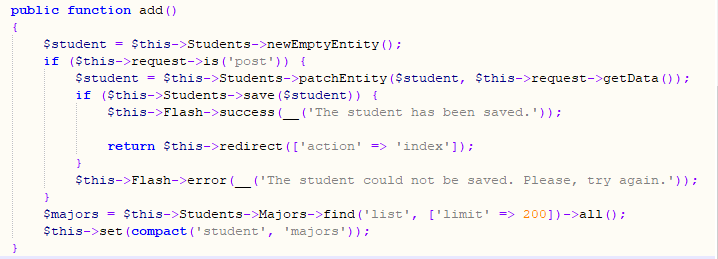 public function add()
{
    $student = $this->Students->newEmptyEntity();
    if ($this->request->is('post')) {
        $student = $this->Students->patchEntity($student, $this->request->getData());
        if ($this->Students->save($student)) {
            $this->Flash->success(__('The student has been saved.'));

            return $this->redirect(['action' => 'index']);
        }
        $this->Flash->error(__('The student could not be saved. Please, try again.'));
    }
    $majors = $this->Students->Majors->find('list', ['limit' => 200])->all();
    $this->set(compact('student', 'majors'));
}